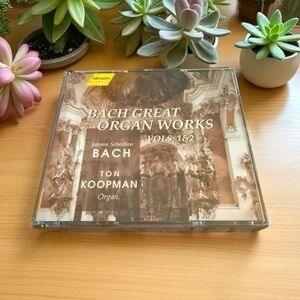 hänssler
BACH GREAT
ORGAN WORKS
VOLS. 1&2
Johann Sebastian
BACH
TON
KOOPMAN
Organ